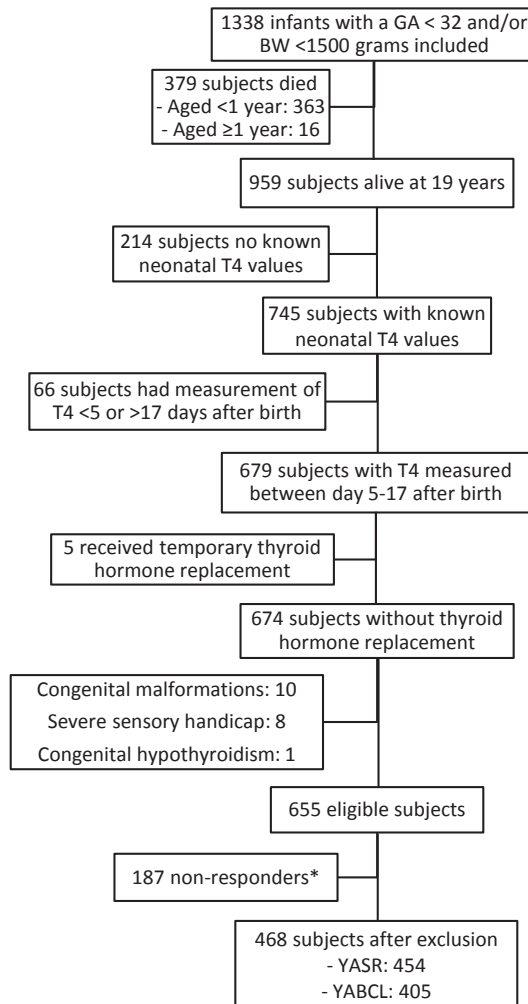 1338 infants with a GA < 32 and/or
BW <1500 grams included
379 subjects died
- Aged <1 year: 363
- Aged ≥1 year: 16
959 subjects alive at 19 years
214 subjects no known
neonatal T4 values
745 subjects with known
neonatal T4 values
66 subjects had measurement of
T4 <5 or >17 days after birth
679 subjects with T4 measured
between day 5-17 after birth
5 received temporary thyroid
hormone replacement
674 subjects without thyroid
hormone replacement
Congenital malformations: 10
Severe sensory handicap: 8
Congenital hypothyroidism: 1
655 eligible subjects
187 non-responders*
468 subjects after exclusion
- YASR: 454
- YABCL: 405